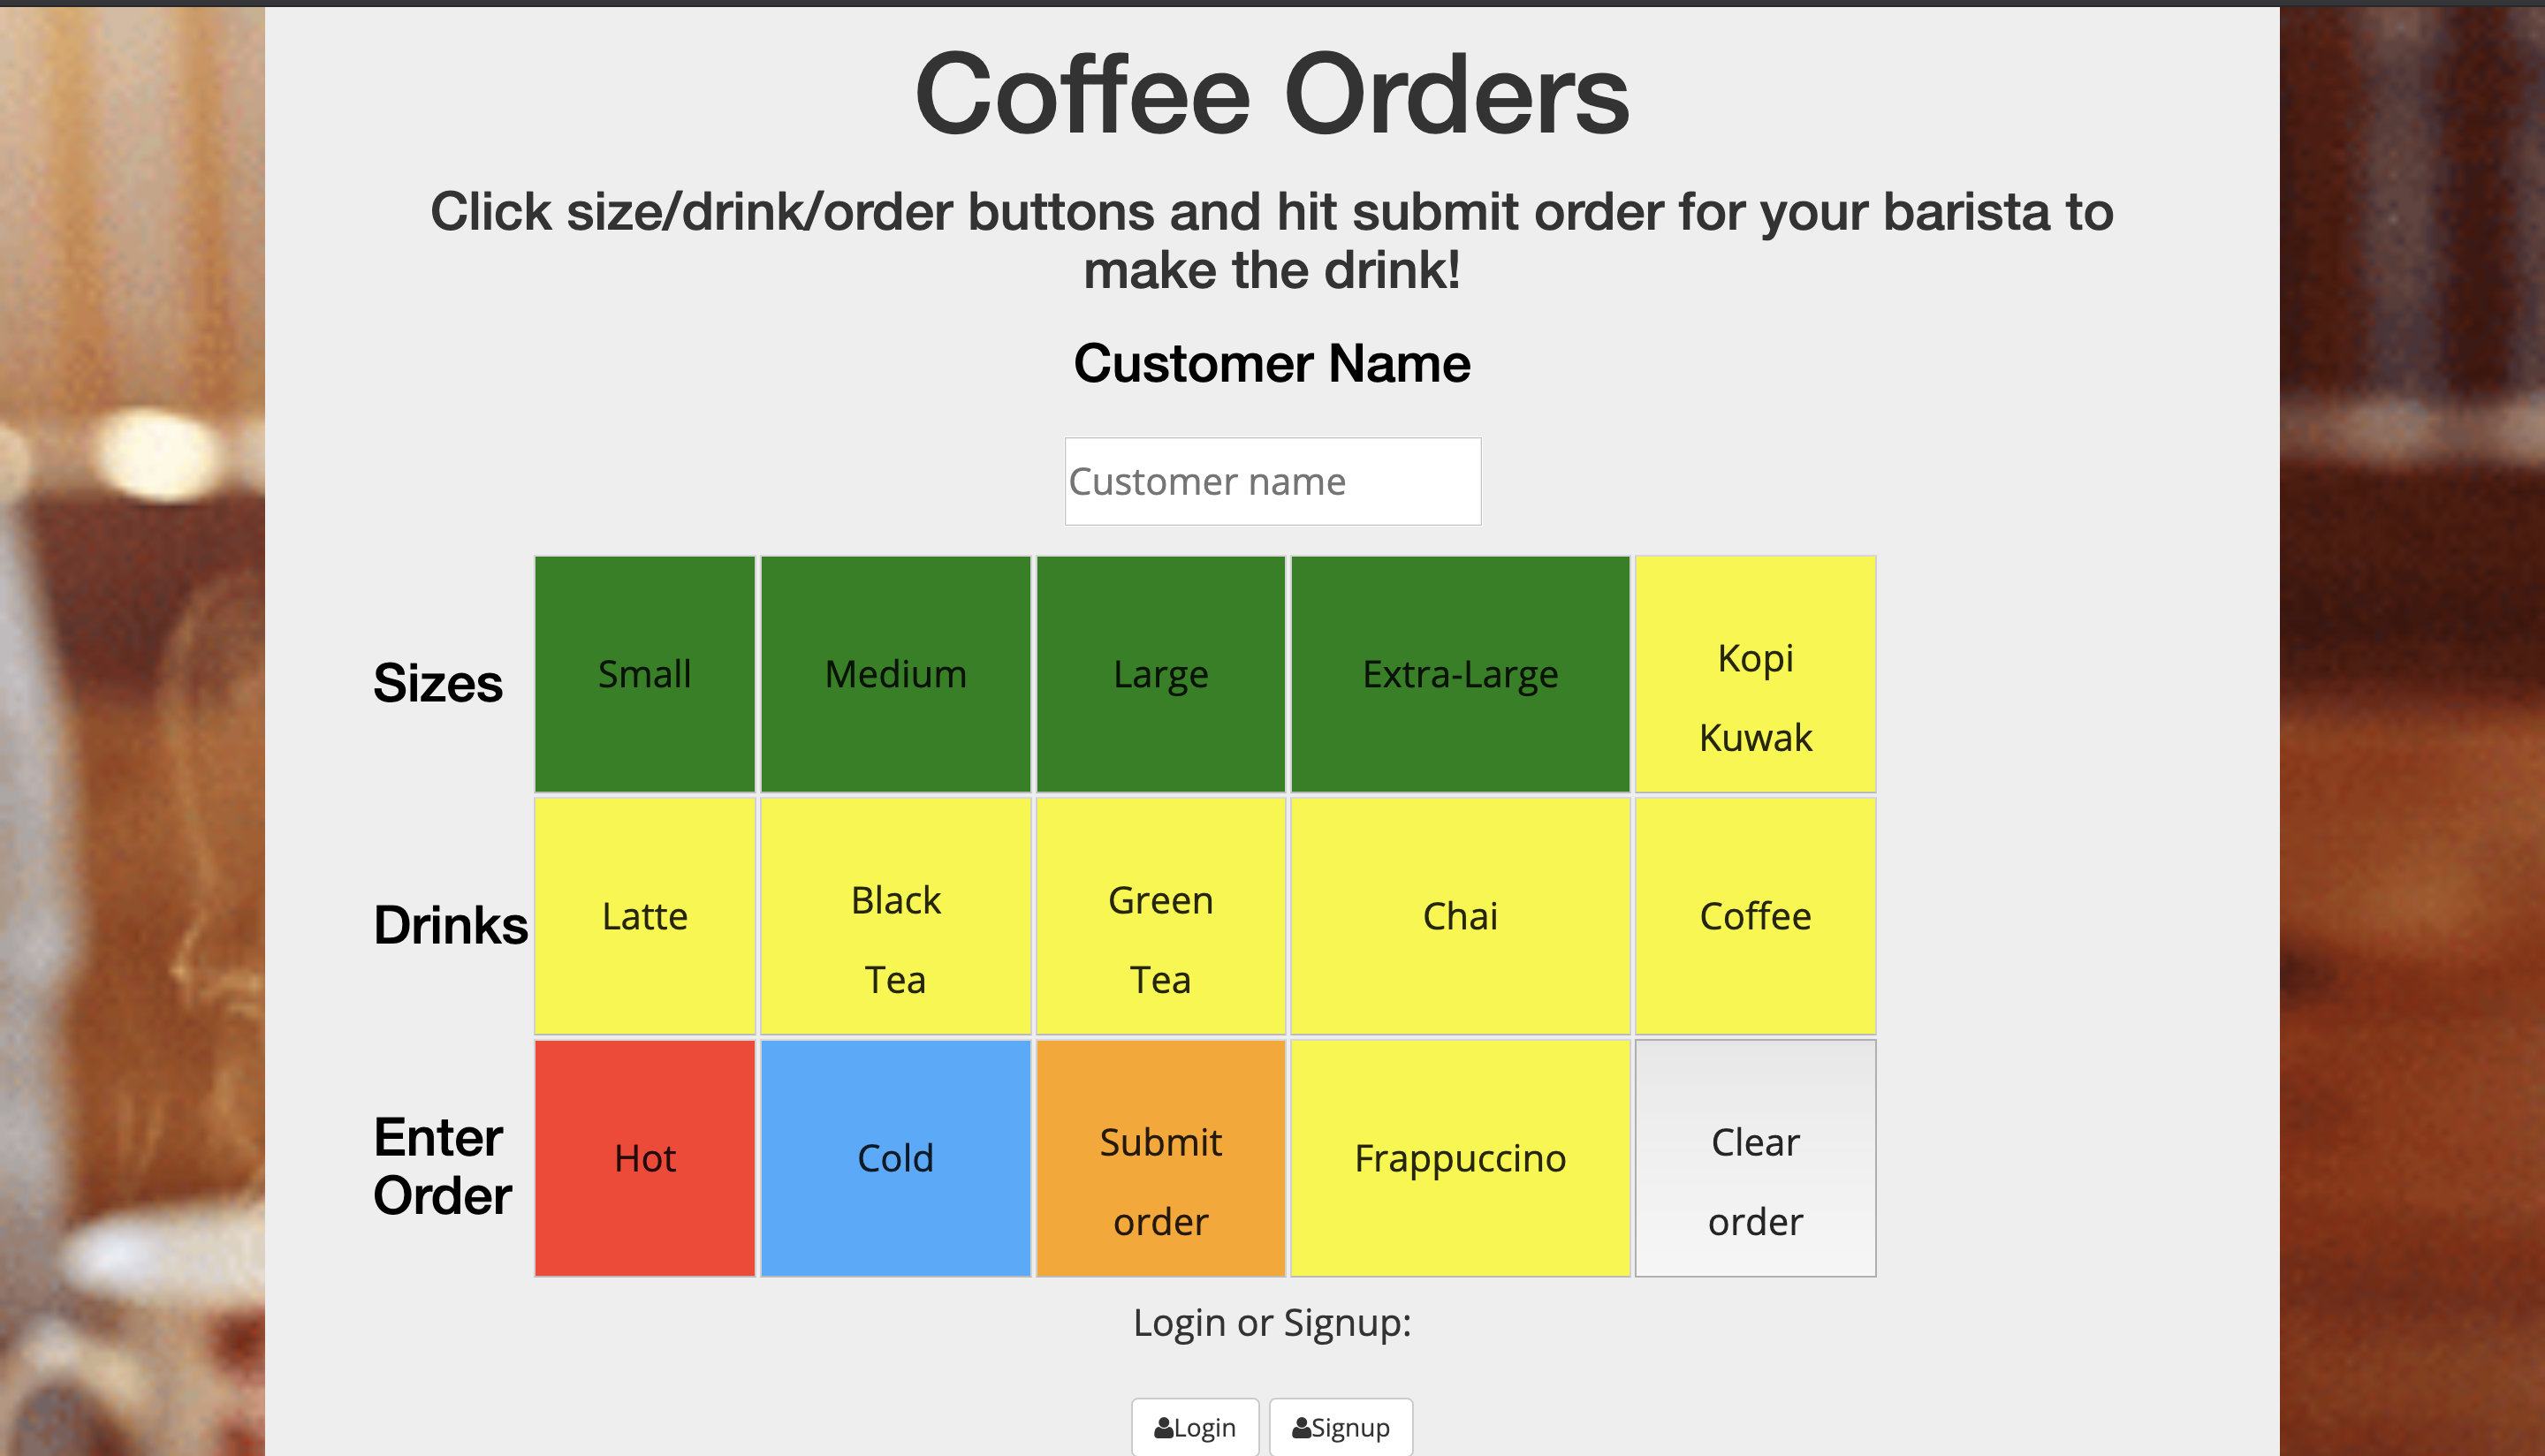 Coffee Orders
Click size/drink/order buttons and hit submit order for your barista to
make the drink!
Customer Name
Customer name
Sizes
Small
Medium
Large
Extra-Large
Kopi
Kuwak
Drinks
Latte
Black
Tea
Green
Tea
Chai
Coffee
Enter
Order
Hot
Cold
Submit
order
Frappuccino
Clear
order
Login or Signup:
Login
Signup